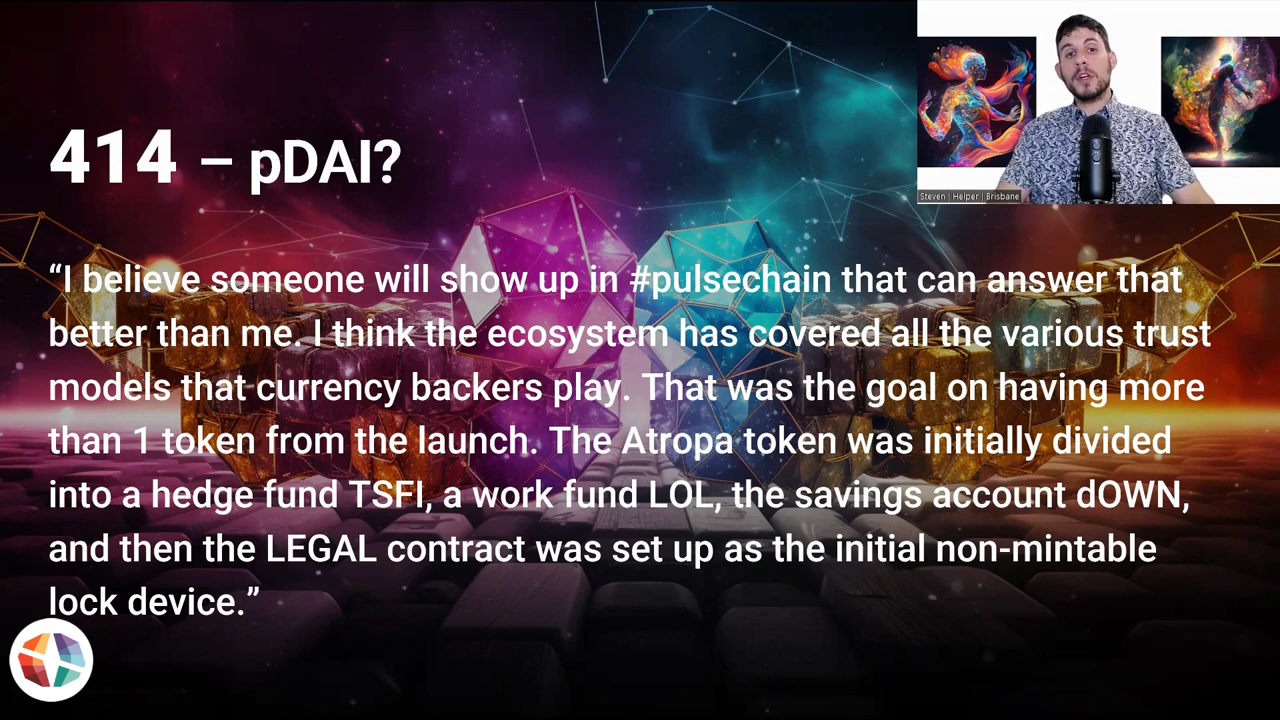 Steven | Helper | Brisbane
414 – pDAI?
“I believe someone will show up in #pulsechain that can answer that
better than me. I think the ecosystem has covered all the various trust
models that currency backers play. That was the goal on having more
than 1 token from the launch. The Atropa token was initially divided
into a hedge fund TSFI, a work fund LOL, the savings account dOWN,
and then the LEGAL contract was set up as the initial non-mintable
lock device.”